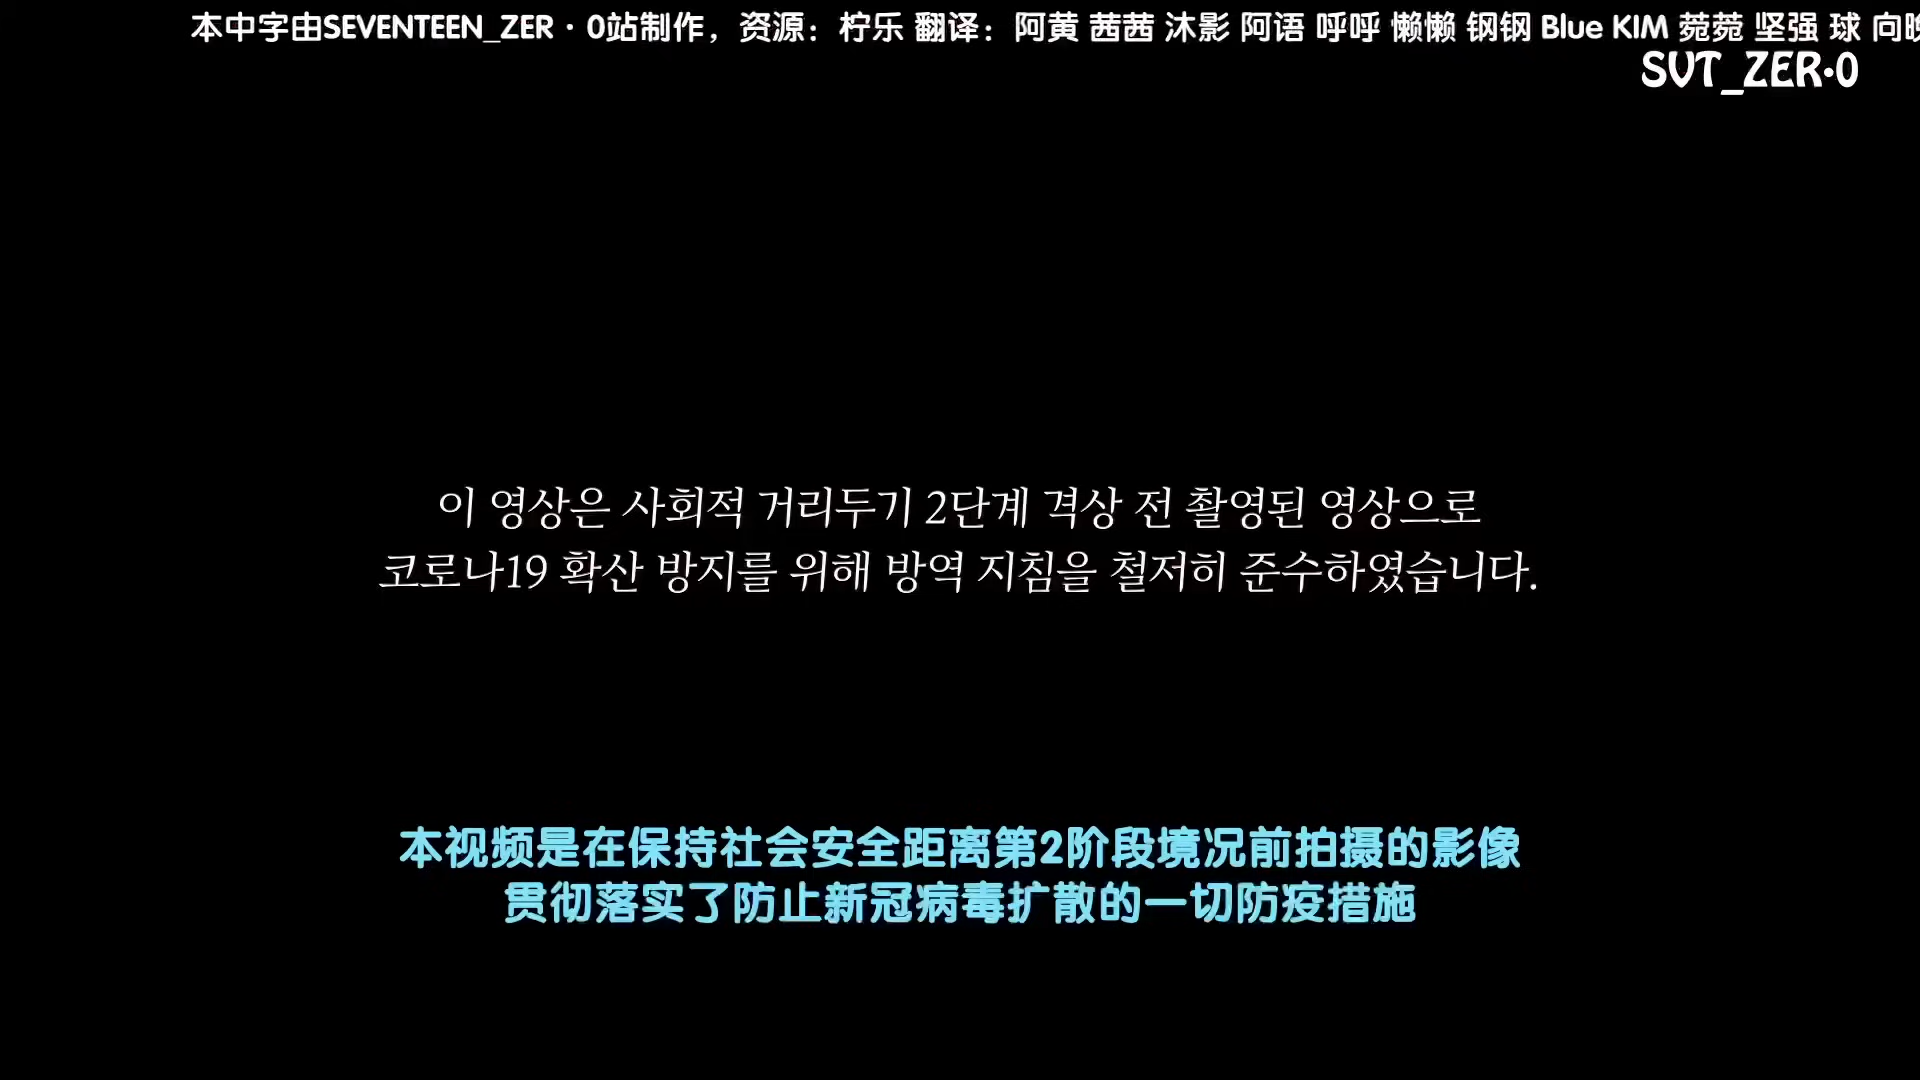 本中字由SEVENTEEN_ZER·0站制作，资源：柠乐 翻译：阿黄 茜茜 沐影 阿语 呼呼 懒懒 钢钢 Blue KIM 菀菀 坚强 球 向晚
SVT_ZER·0
이 영상은 사회적 거리두기 2단계 격상 전 촬영된 영상으로
코로나19 확산 방지를 위해 방역 지침을 철저히 준수하였습니다.
本视频是在保持社会安全距离第2阶段境况前拍摄的影像
贯彻落实了防止新冠病毒扩散的一切防疫措施